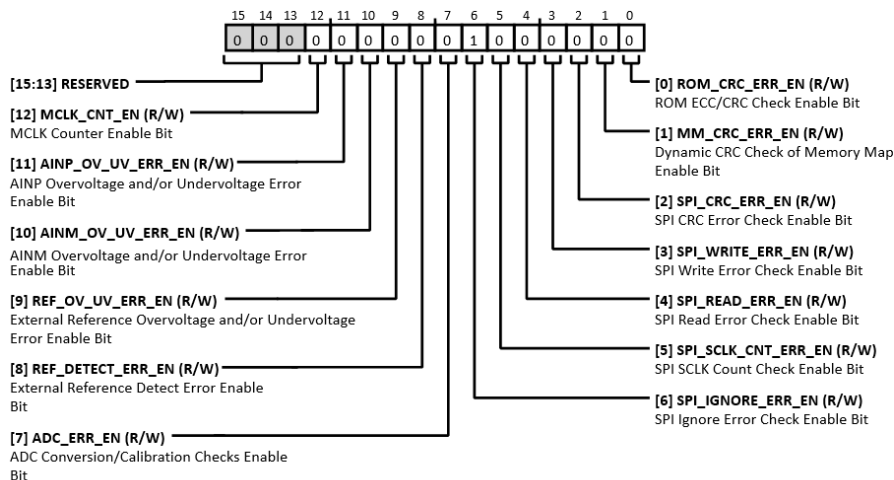 15 14 13 12 11 10 9 8 7 6 5 4 3 2 1 0
0 0 0 0 0 0 0 0 0 1 0 0 0 0 0 0
[15:13] RESERVED
[12] MCLK_CNT_EN (R/W)
MCLK Counter Enable Bit
[11] AINP_OV_UV_ERR_EN (R/W)
AINP Overvoltage and/or Undervoltage Error
Enable Bit
[10] AINM_OV_UV_ERR_EN (R/W)
AINM Overvoltage and/or Undervoltage Error
Enable Bit
[9] REF_OV_UV_ERR_EN (R/W)
External Reference Overvoltage and/or Undervoltage
Error Enable Bit
[8] REF_DETECT_ERR_EN (R/W)
External Reference Detect Error Enable
Bit
[7] ADC_ERR_EN (R/W)
ADC Conversion/Calibration Checks Enable
Bit
[0] ROM_CRC_ERR_EN (R/W)
ROM ECC/CRC Check Enable Bit
[1] MM_CRC_ERR_EN (R/W)
Dynamic CRC Check of Memory Map
Enable Bit
[2] SPI_CRC_ERR_EN (R/W)
SPI CRC Error Check Enable Bit
[3] SPI_WRITE_ERR_EN (R/W)
SPI Write Error Check Enable Bit
[4] SPI_READ_ERR_EN (R/W)
SPI Read Error Check Enable Bit
[5] SPI_SCLK_CNT_ERR_EN (R/W)
SPI SCLK Count Check Enable Bit
[6] SPI_IGNORE_ERR_EN (R/W)
SPI Ignore Error Check Enable Bit